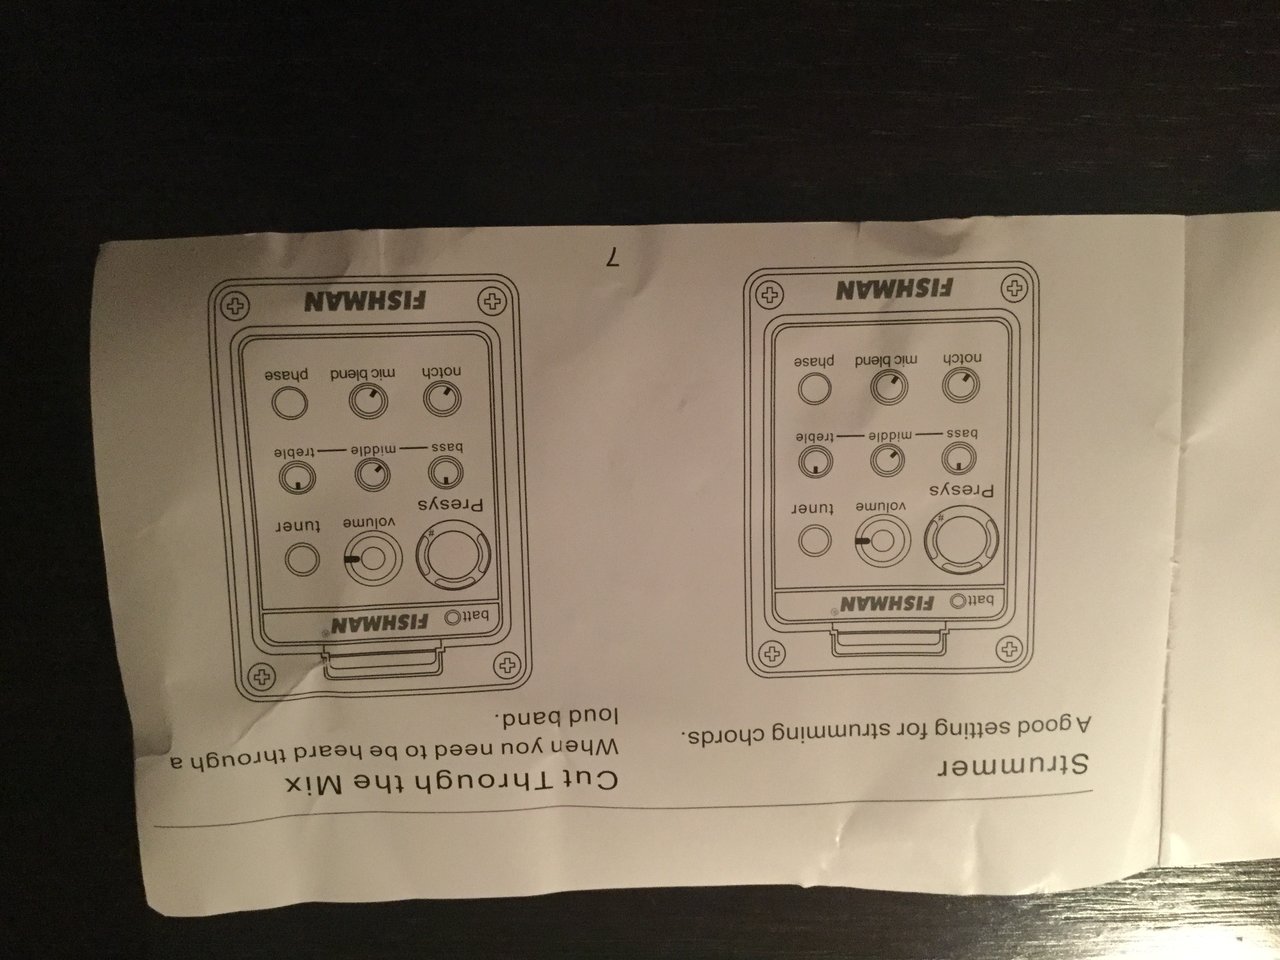 Strummer
A good setting for strumming chords.
batt FISHMAN®
#
Presys volume tuner
bass middle treble
notch mic blend phase
FISHMAN
Cut Through the Mix
When you need to be heard through a
loud band.
batt FISHMAN®
#
Presys volume tuner
bass middle treble
notch mic blend phase
FISHMAN
7